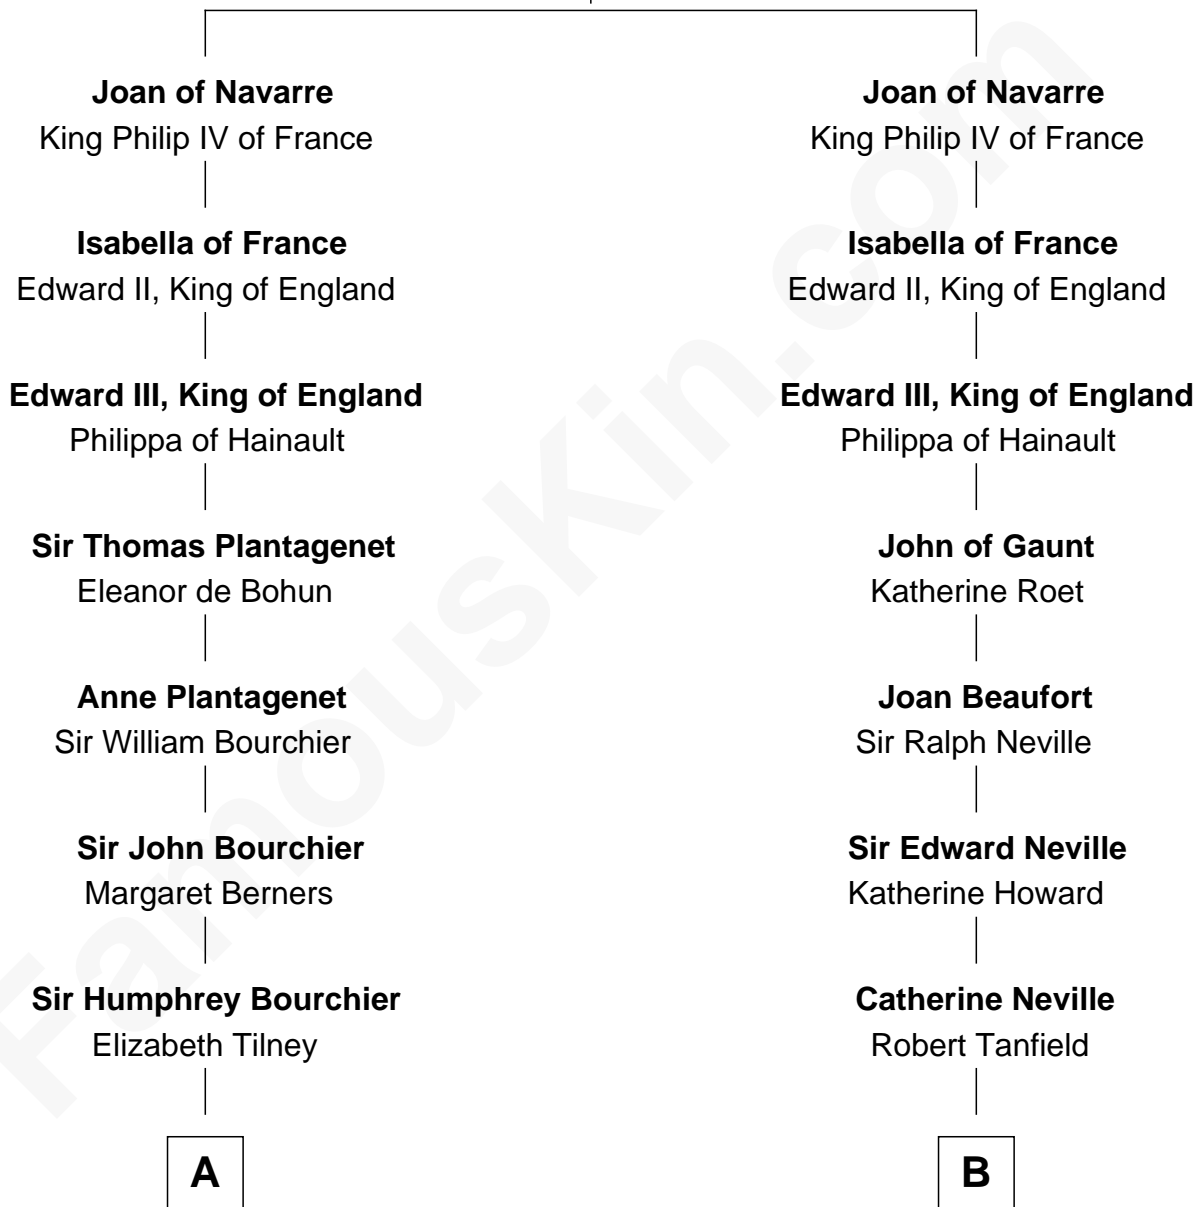 Joan of Navarre
King Philip IV of France
Isabella of France
Edward II, King of England
Edward III, King of England
Philippa of Hainault
Sir Thomas Plantagenet
Eleanor de Bohun
Anne Plantagenet
Sir William Bourchier
Sir John Bourchier
Margaret Berners
Sir Humphrey Bourchier
Elizabeth Tilney
A
Joan of Navarre
King Philip IV of France
Isabella of France
Edward II, King of England
Edward III, King of England
Philippa of Hainault
John of Gaunt
Katherine Roet
Joan Beaufort
Sir Ralph Neville
Sir Edward Neville
Katherine Howard
Catherine Neville
Robert Tanfield
B
FamousKin.com